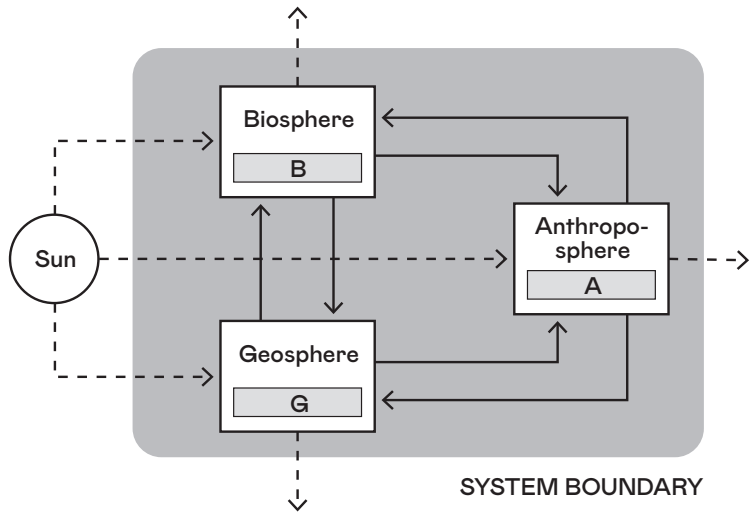 Biosphere
B
Sun
Anthropo-
sphere
A
Geosphere
G
SYSTEM BOUNDARY